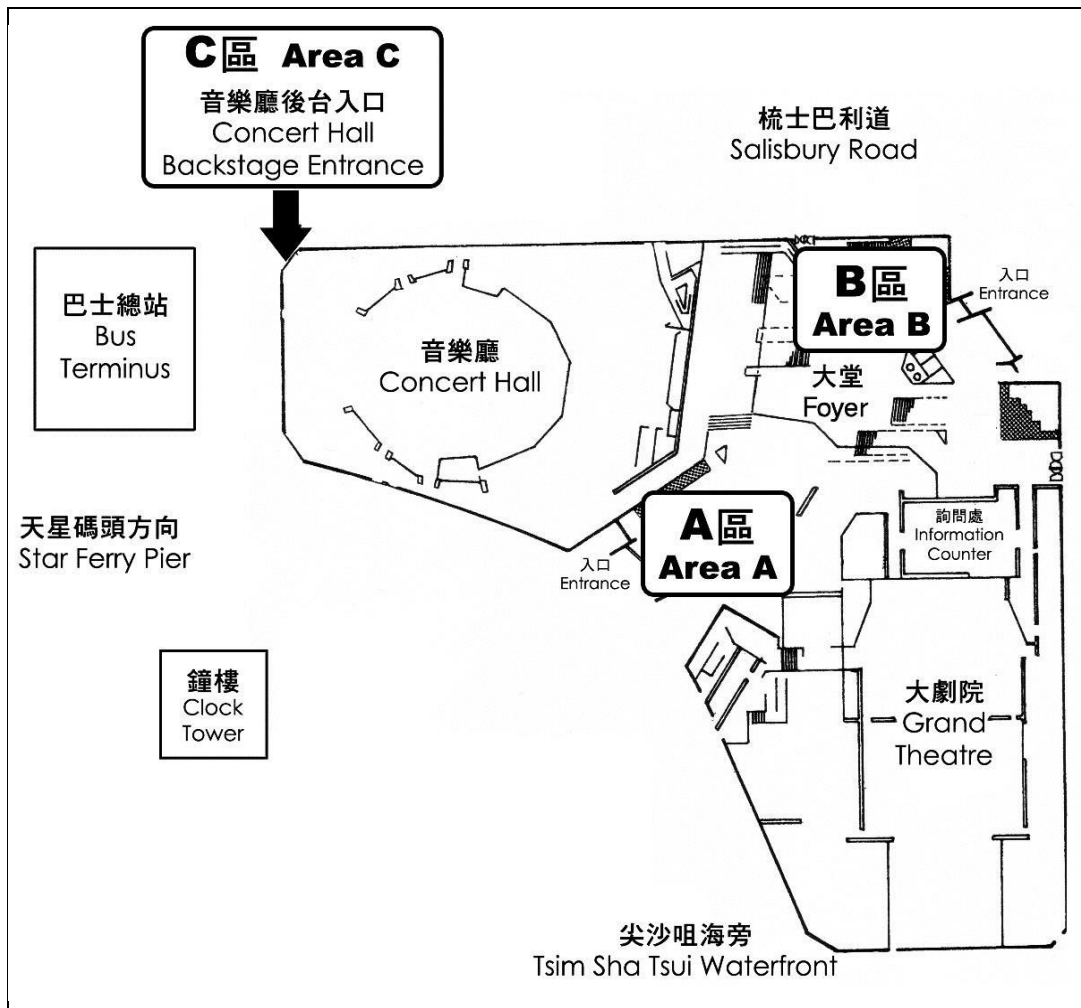 C區 Area C
音樂廳後台入口
Concert Hall
Backstage Entrance
梳士巴利道
Salisbury Road
巴士總站
Bus
Terminus
音樂廳
Concert Hall
B區
Area B
入口
Entrance
大堂
Foyer
天星碼頭方向
Star Ferry Pier
A區
Area A
入口
Entrance
詢問處
Information
Counter
鐘樓
Clock
Tower
大劇院
Grand
Theatre
尖沙咀海旁
Tsim Sha Tsui Waterfront